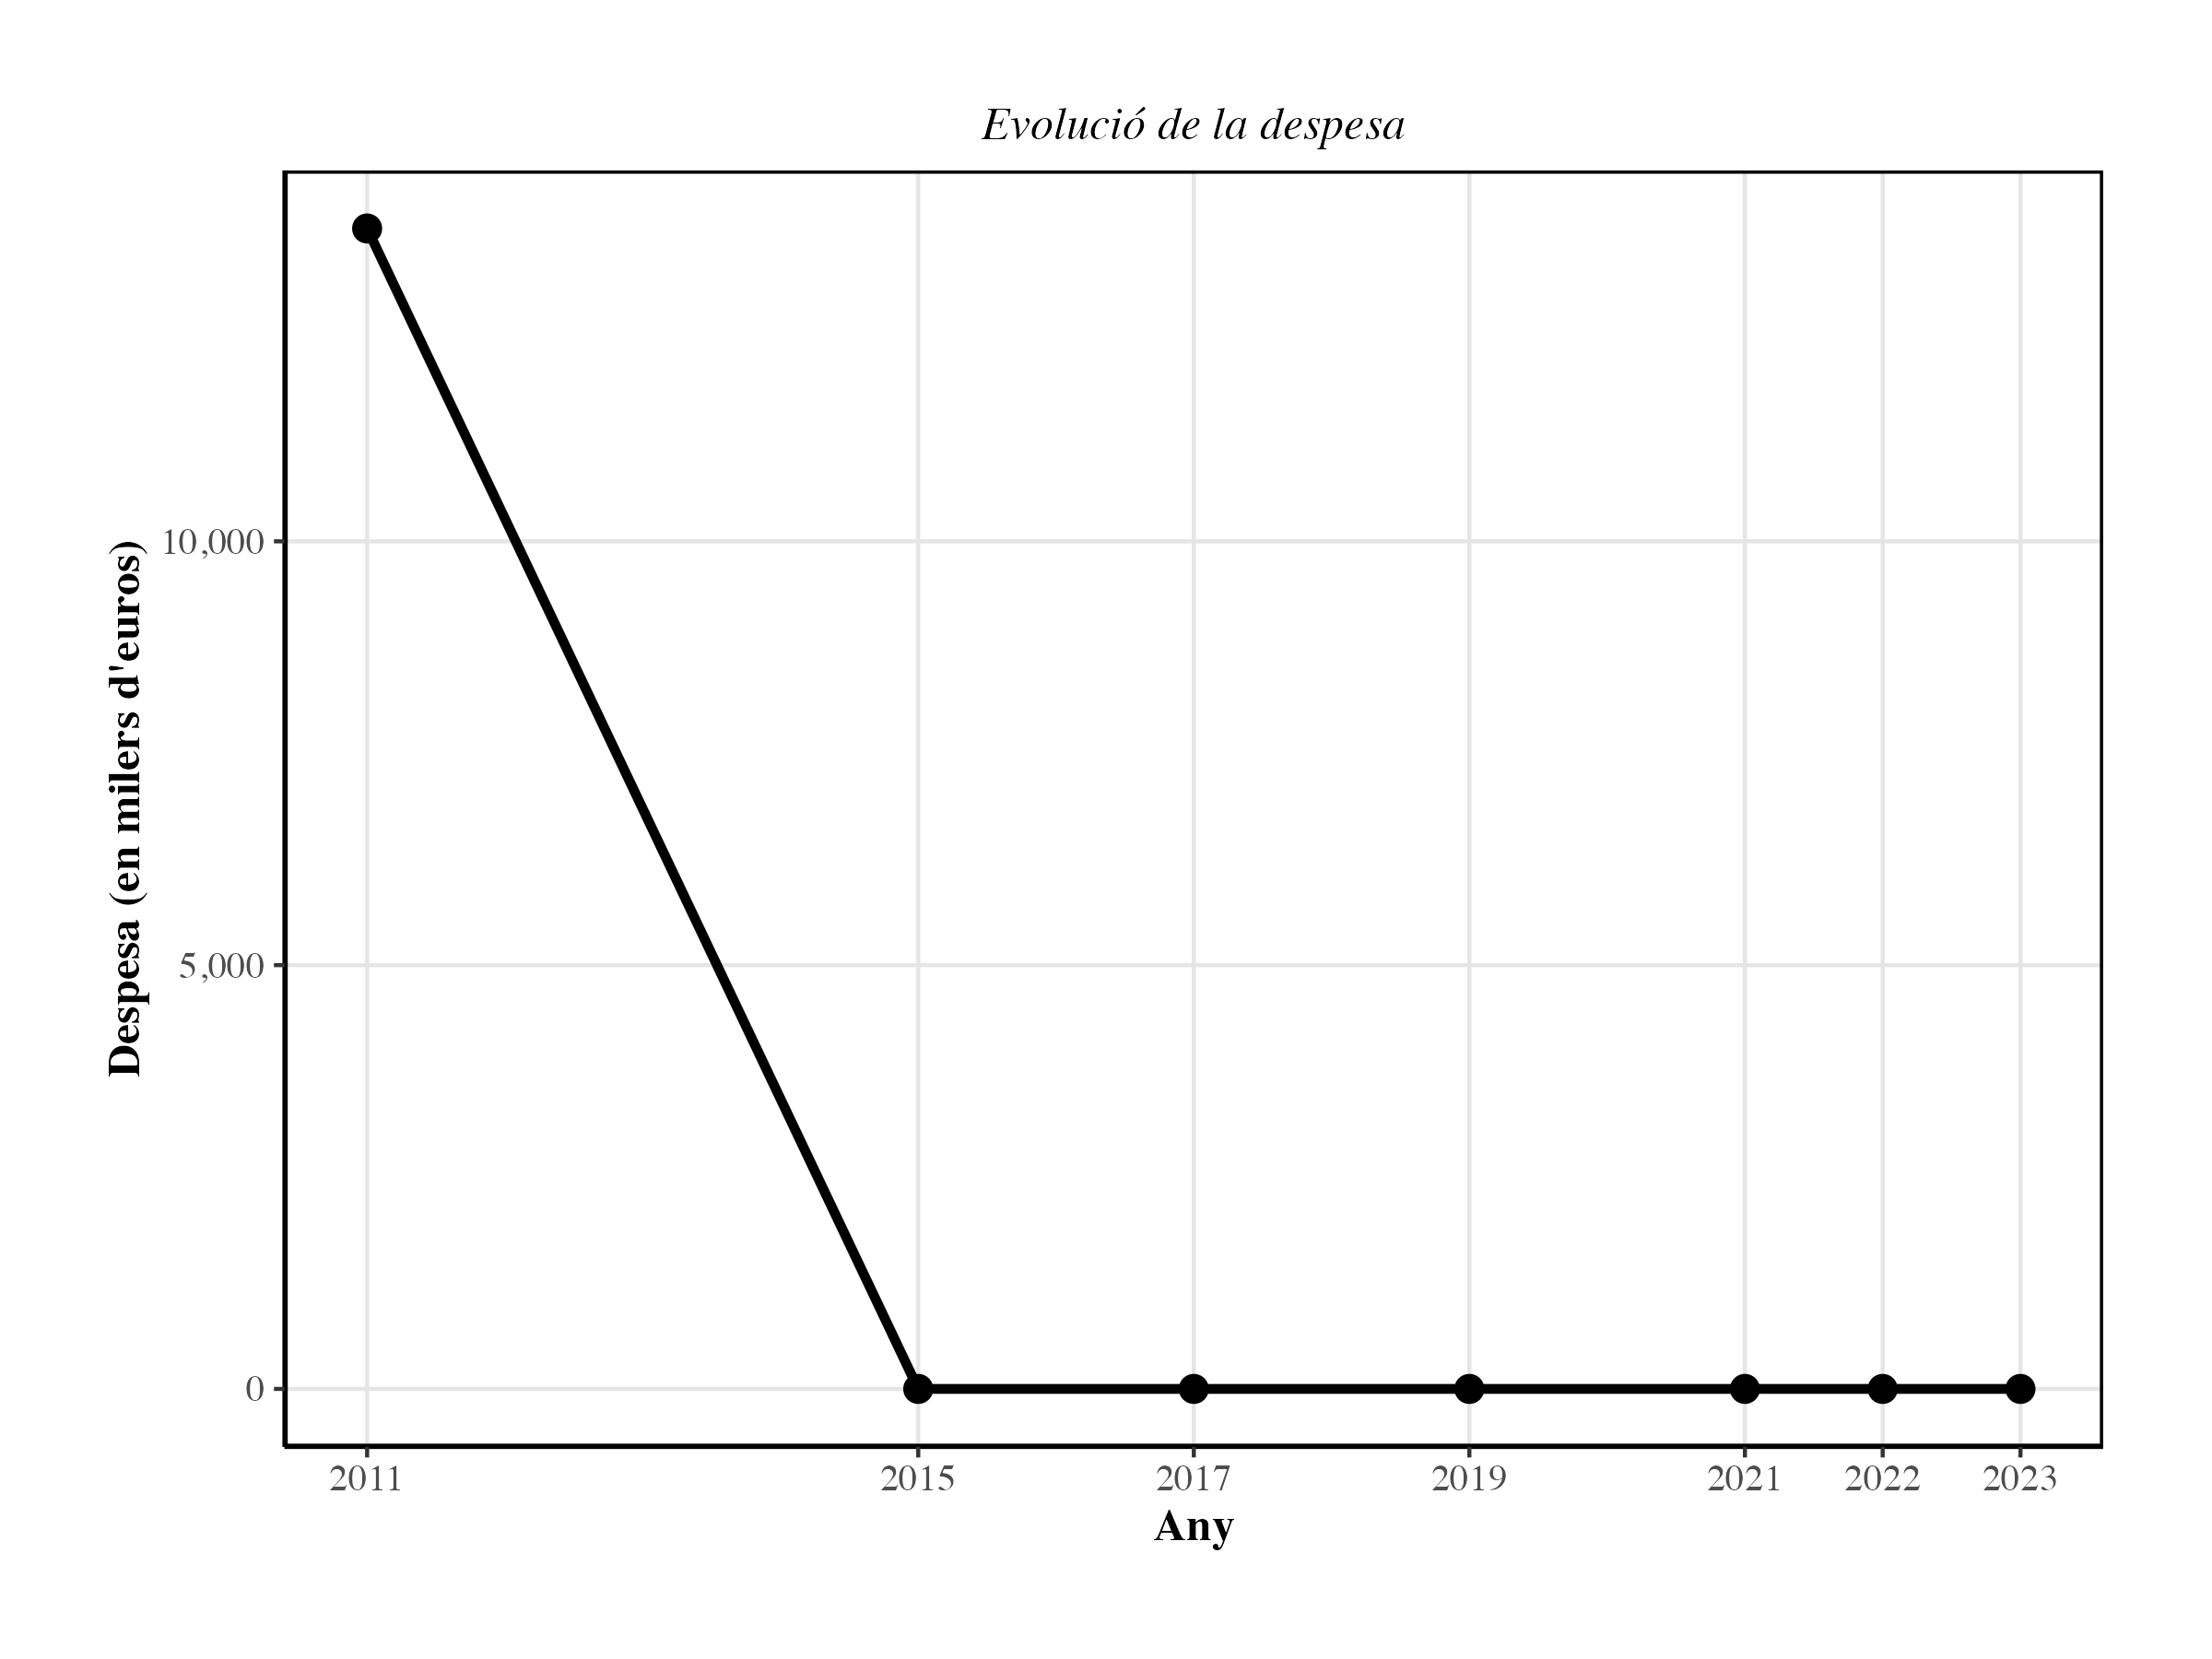 Evolució de la despesa
Despesa (en milers d'euros)
10,000
5,000
0
2011 2015 2017 2019 2021 2022 2023
Any